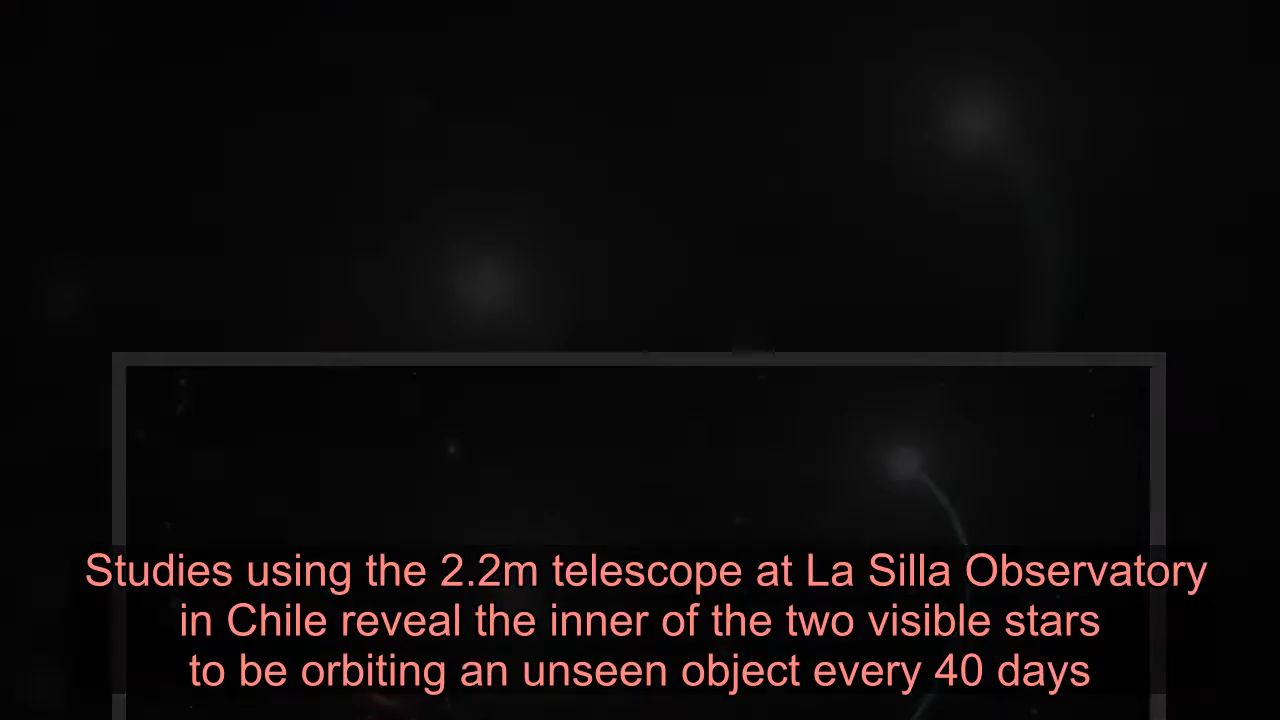 Studies using the 2.2m telescope at La Silla Observatory
in Chile reveal the inner of the two visible stars
to be orbiting an unseen object every 40 days